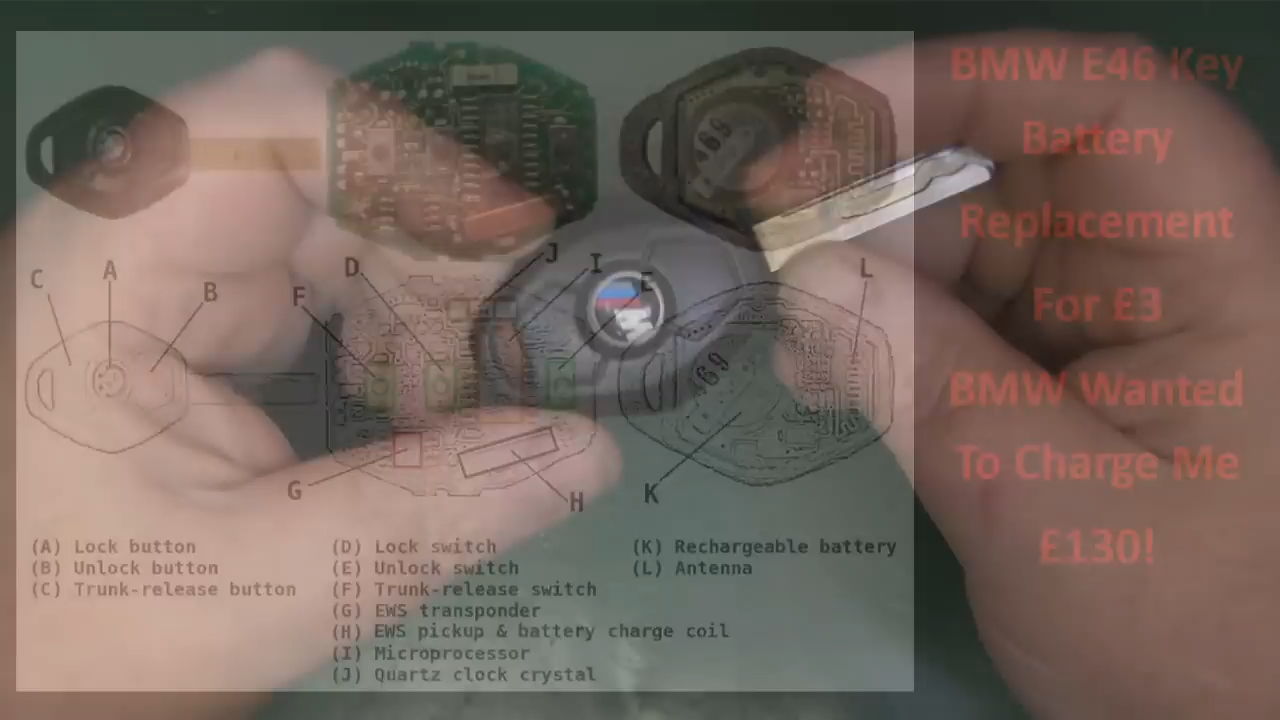 BMW E46 Key
Battery
Replacement
For £3
BMW Wanted
To Charge Me
£130!
169
C
A
B
D
F
J
I
E
L
169
G
H
K
(A) Lock button
(B) Unlock button
(C) Trunk-release button
(D) Lock switch
(E) Unlock switch
(F) Trunk-release switch
(G) EWS transponder
(H) EWS pickup & battery charge coil
(I) Microprocessor
(J) Quartz clock crystal
(K) Rechargeable battery
(L) Antenna